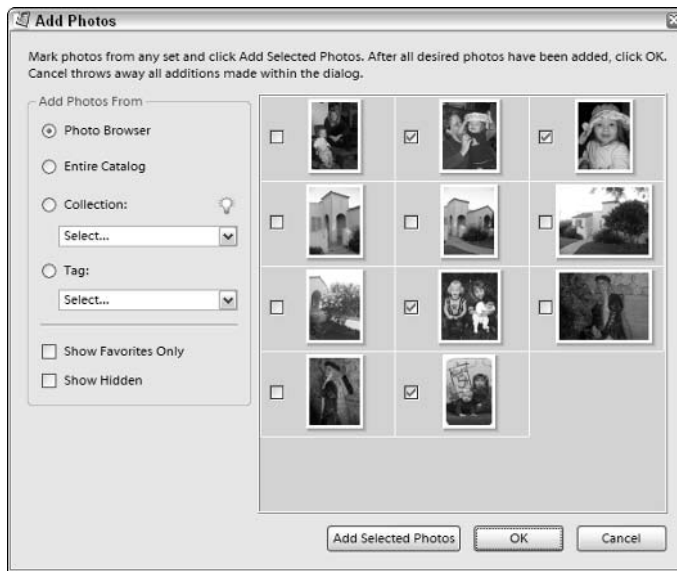 Add Photos
Mark photos from any set and click Add Selected Photos. After all desired photos have been added, click OK.
Cancel throws away all additions made within the dialog.
Add Photos From
Photo Browser
Entire Catalog
Collection:
Select...
Tag:
Select...
Show Favorites Only
Show Hidden
Add Selected Photos
OK
Cancel